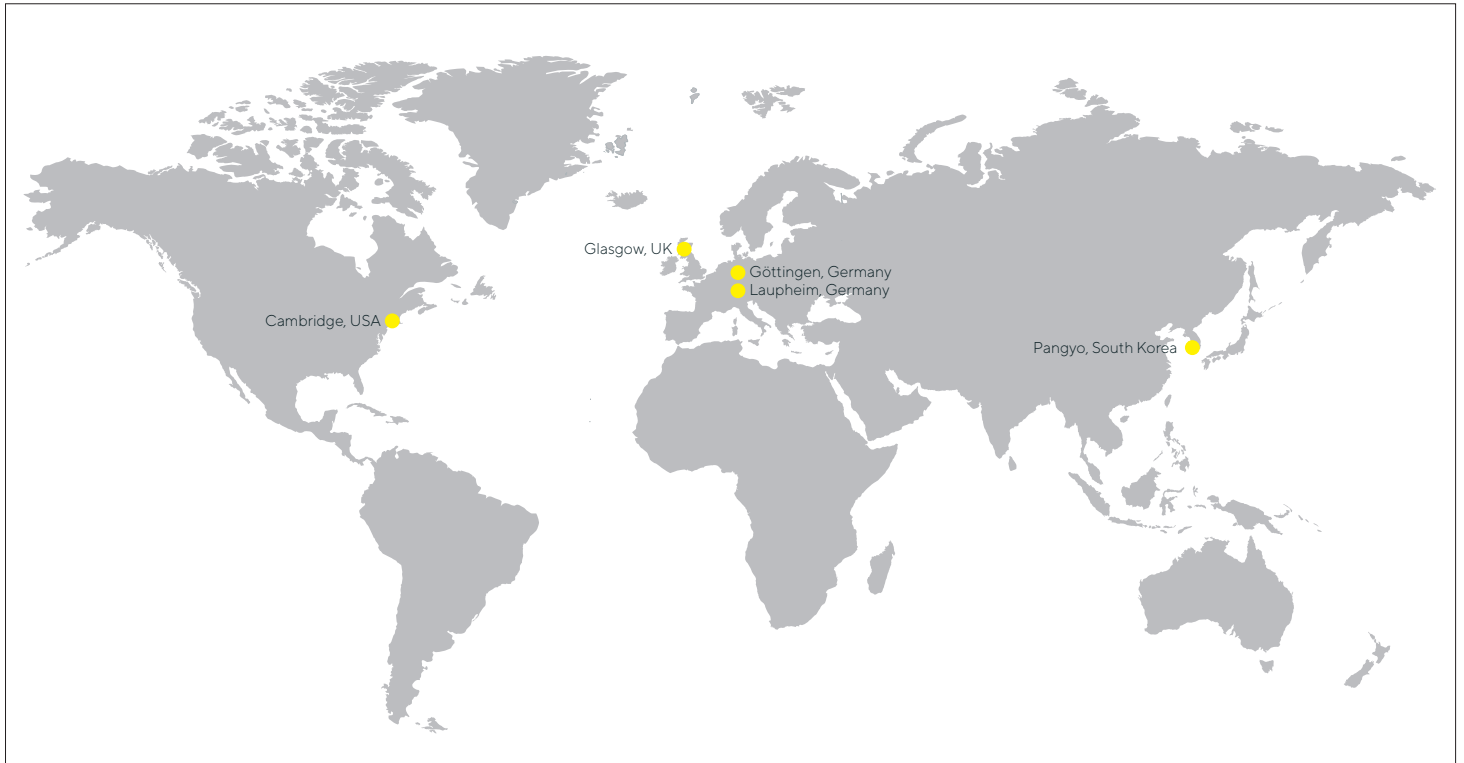 Glasgow, UK
Göttingen, Germany
Laupheim, Germany
Cambridge, USA
Pangyo, South Korea